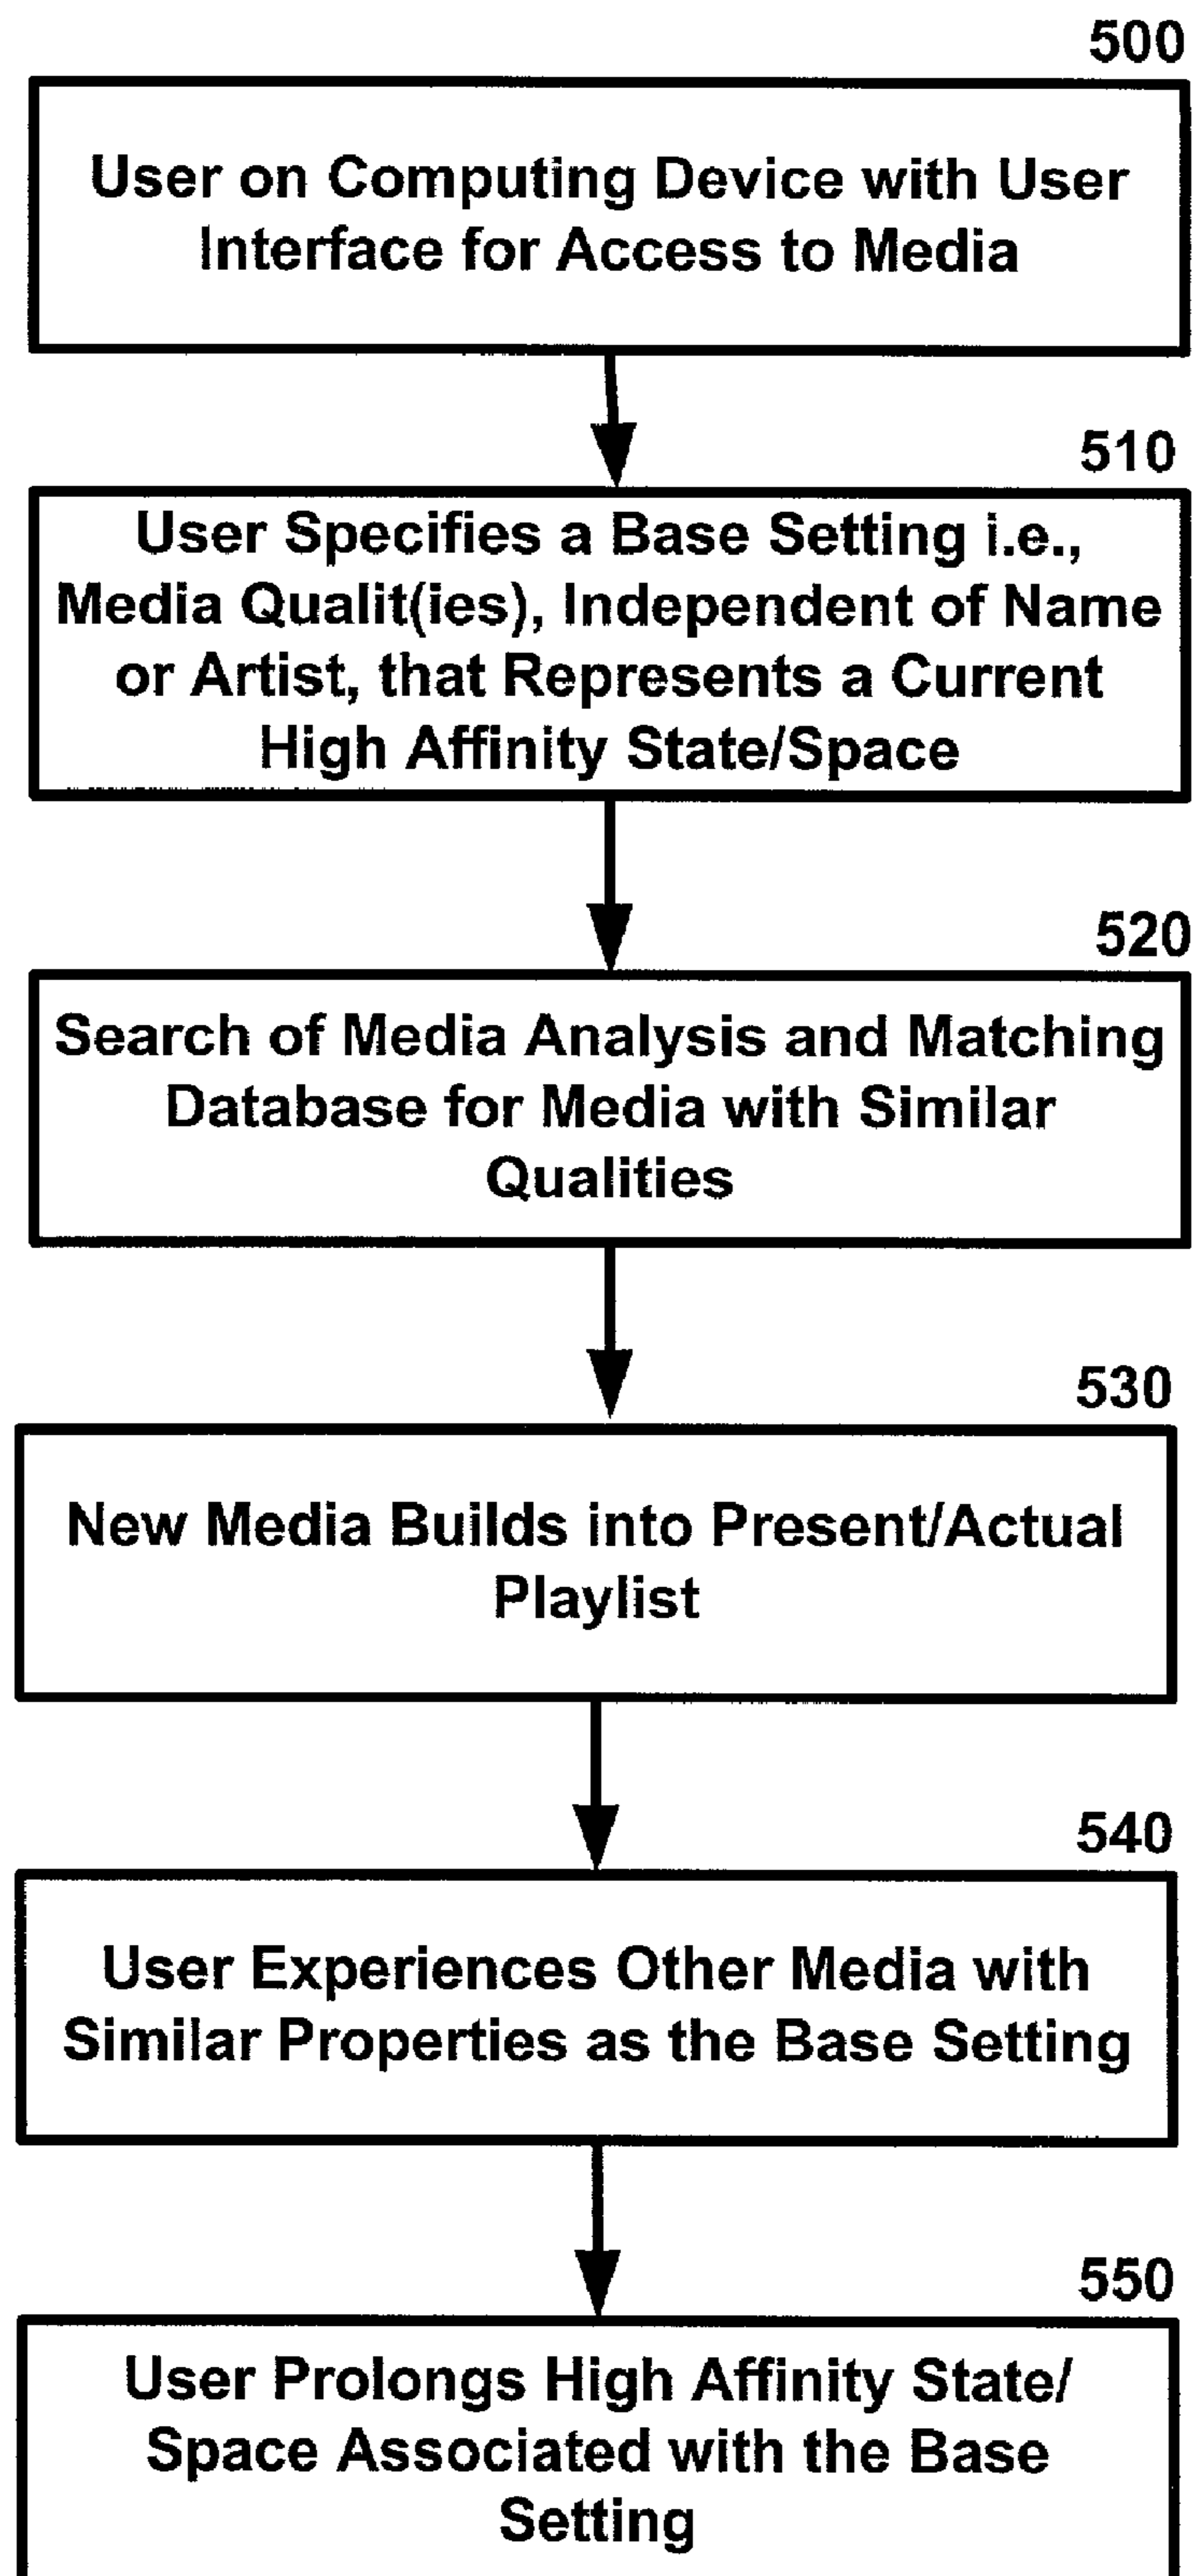 500
User on Computing Device with User
Interface for Access to Media
510
User Specifies a Base Setting i.e.,
Media Qualit(ies), Independent of Name
or Artist, that Represents a Current
High Affinity State/Space
520
Search of Media Analysis and Matching
Database for Media with Similar
Qualities
530
New Media Builds into Present/Actual
Playlist
540
User Experiences Other Media with
Similar Properties as the Base Setting
550
User Prolongs High Affinity State/
Space Associated with the Base
Setting